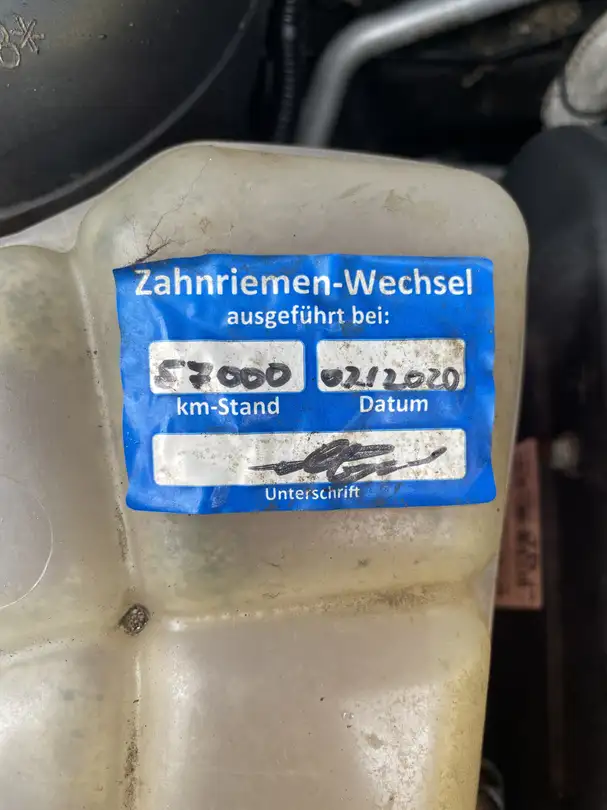 Zahnriemen-Wechsel
ausgeführt bei:
57000 02/2020
km-Stand Datum
Unterschrift